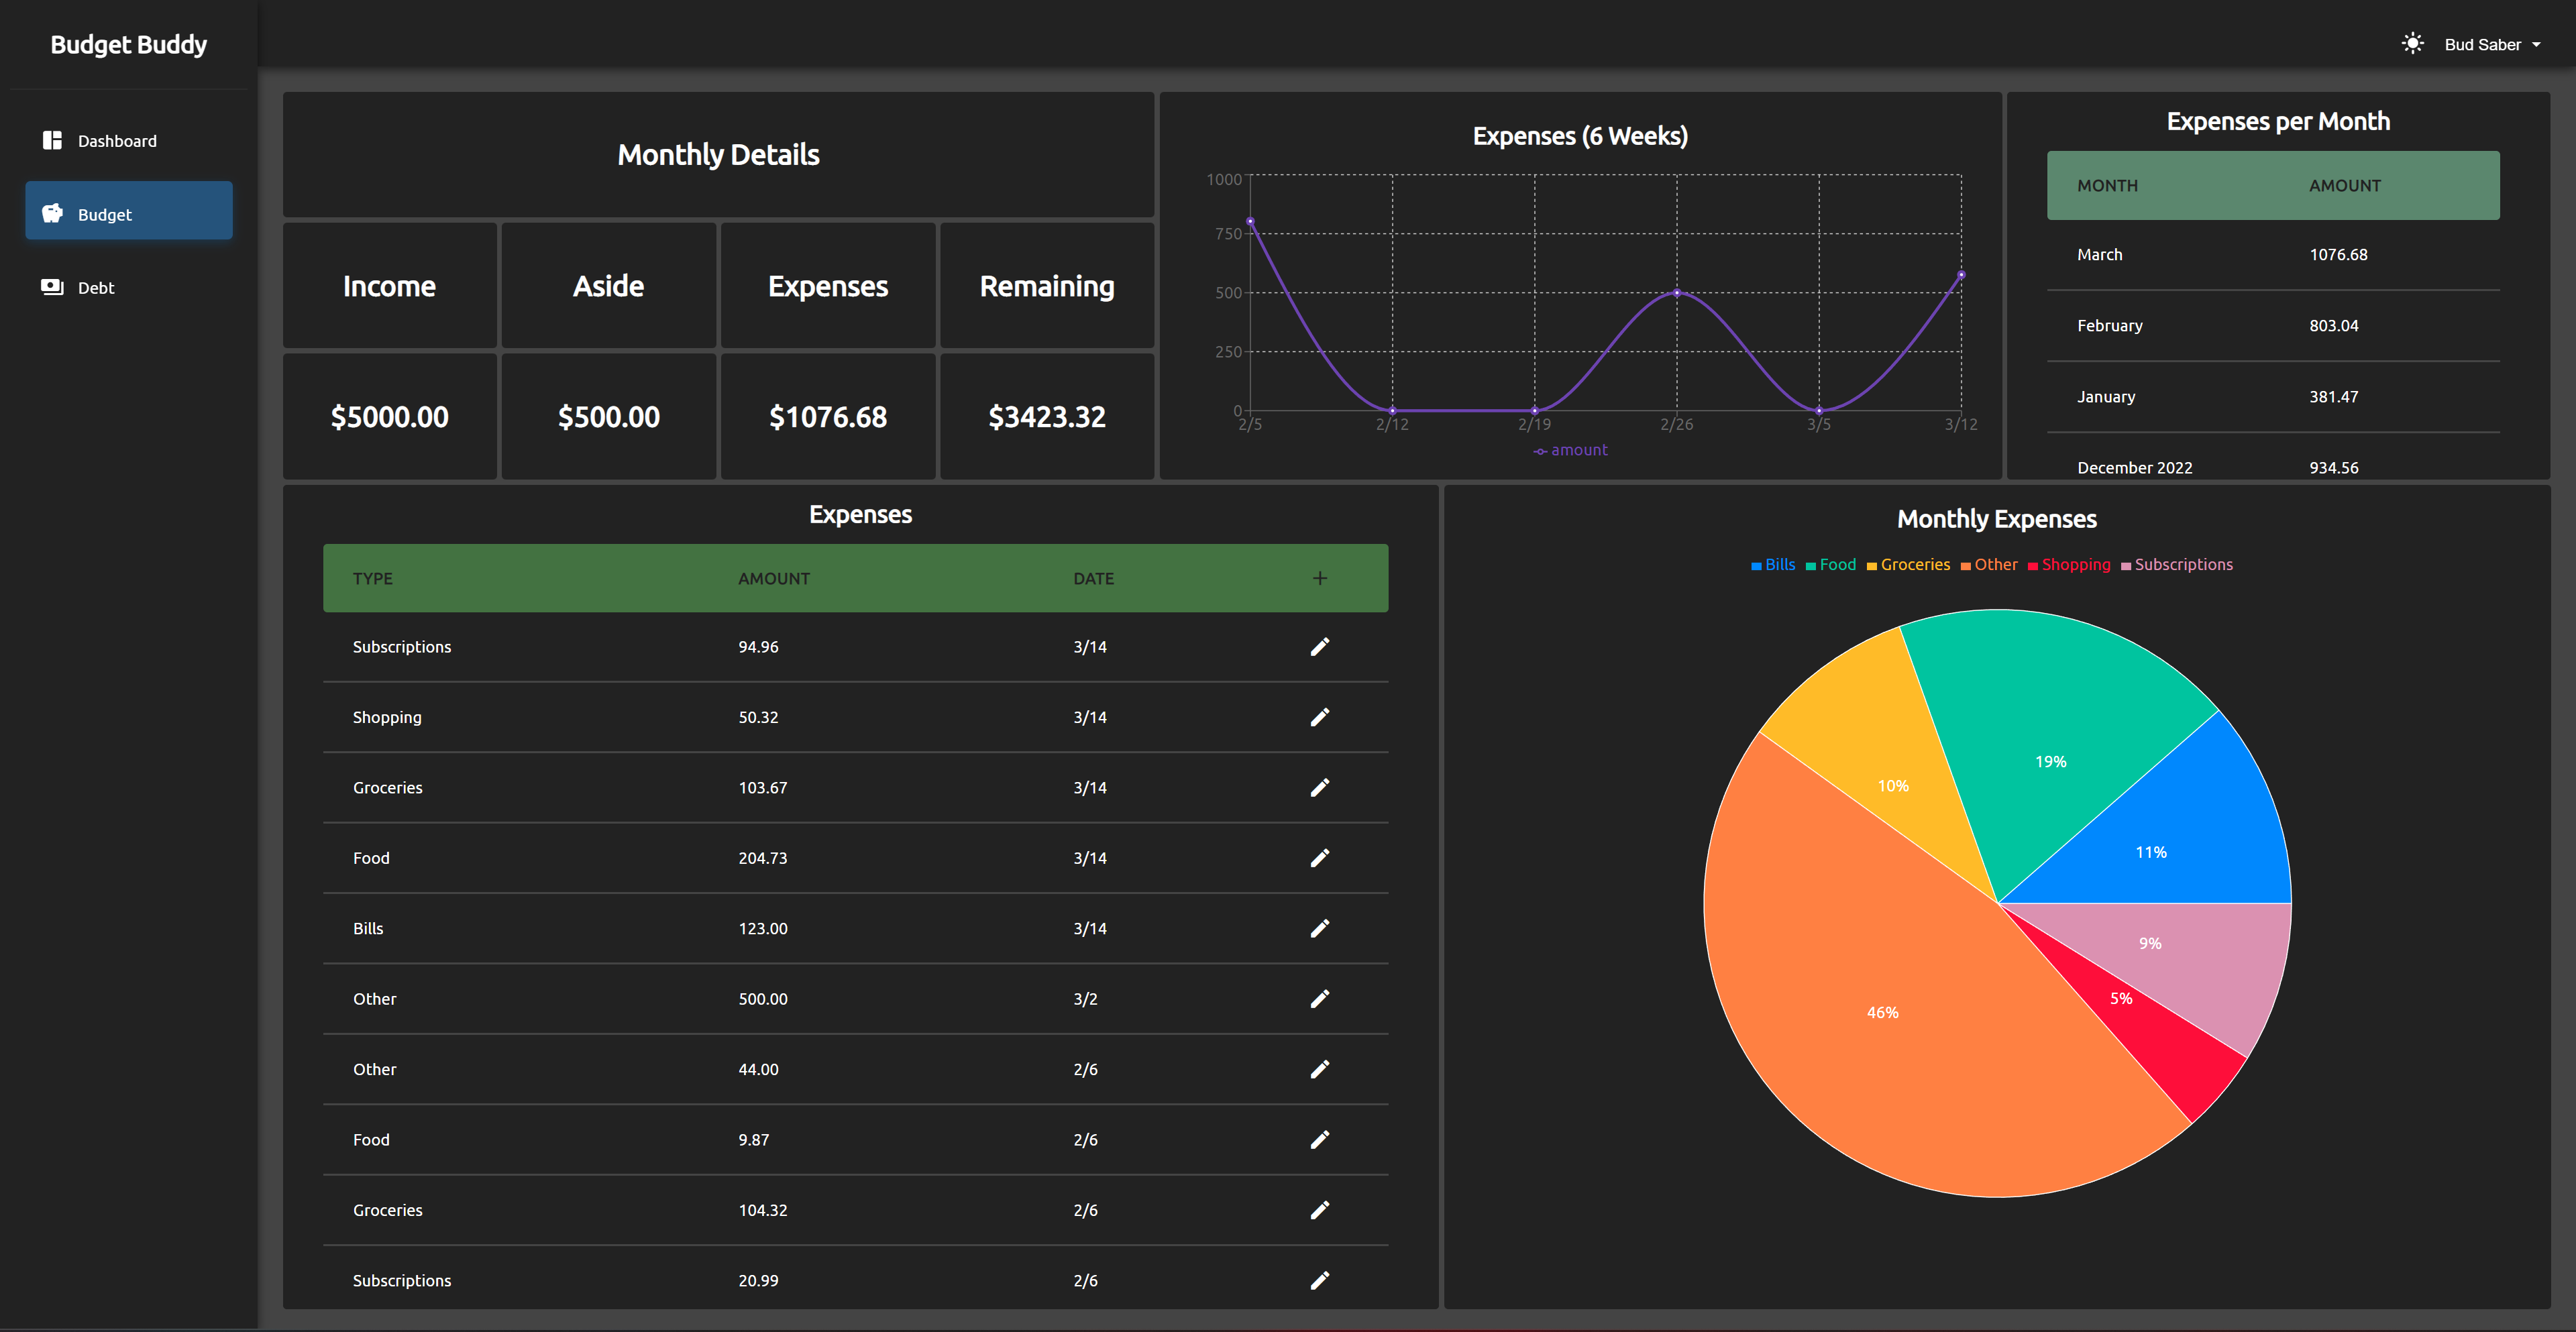 Budget Buddy
Bud Saber
Dashboard
Budget
Debt
Monthly Details
Income Aside Expenses Remaining
$5000.00 $500.00 $1076.68 $3423.32
Expenses (6 Weeks)
1000
750
500
250
0
2/5 2/12 2/19 2/26 3/5 3/12
amount
Expenses per Month
MONTH AMOUNT
March 1076.68
February 803.04
January 381.47
December 2022 934.56
Expenses
TYPE AMOUNT DATE +
Subscriptions 94.96 3/14
Shopping 50.32 3/14
Groceries 103.67 3/14
Food 204.73 3/14
Bills 123.00 3/14
Other 500.00 3/2
Other 44.00 2/6
Food 9.87 2/6
Groceries 104.32 2/6
Subscriptions 20.99 2/6
Monthly Expenses
Bills Food Groceries Other Shopping Subscriptions
19%
10%
11%
9%
5%
46%